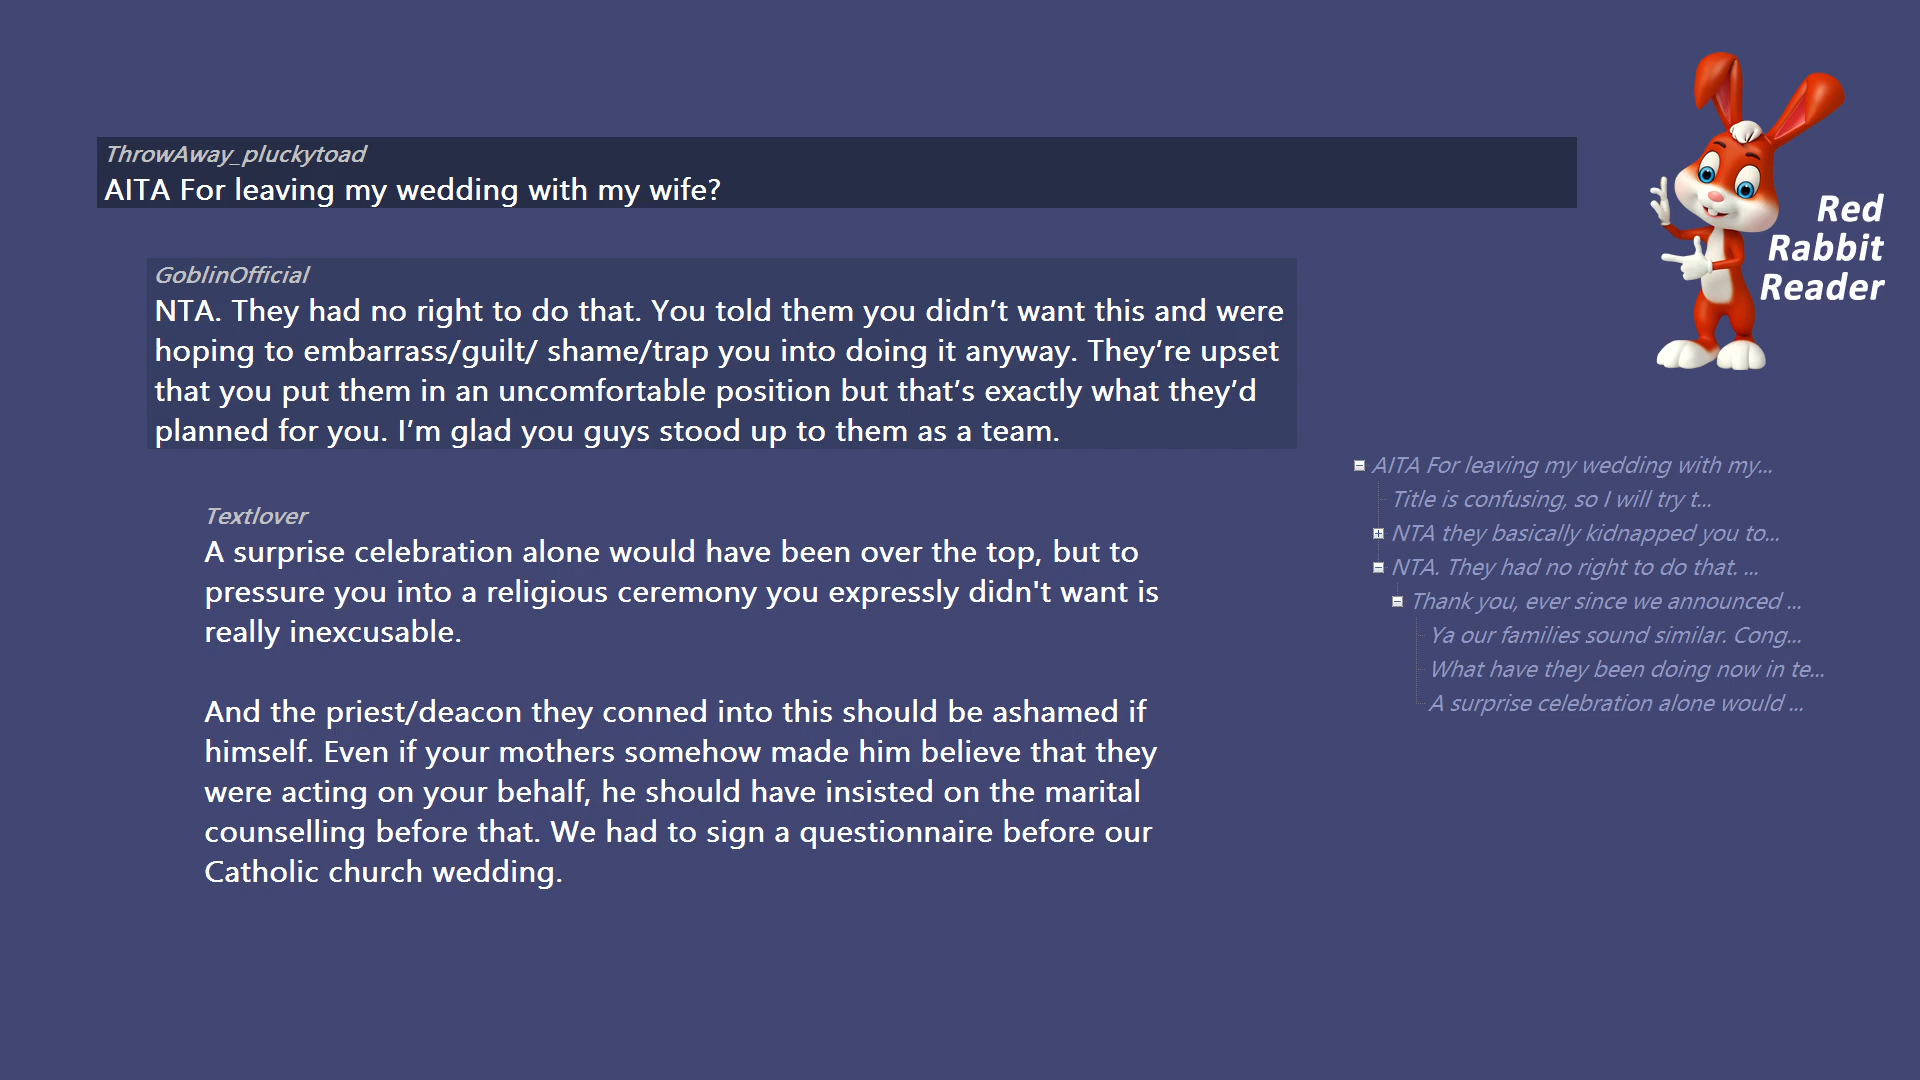 ThrowAway_pluckytoad
AITA For leaving my wedding with my wife?
Red
Rabbit
Reader
GoblinOfficial
NTA. They had no right to do that. You told them you didn’t want this and were
hoping to embarrass/guilt/ shame/trap you into doing it anyway. They’re upset
that you put them in an uncomfortable position but that’s exactly what they’d
planned for you. I’m glad you guys stood up to them as a team.
Textlover
A surprise celebration alone would have been over the top, but to
pressure you into a religious ceremony you expressly didn't want is
really inexcusable.
And the priest/deacon they conned into this should be ashamed if
himself. Even if your mothers somehow made him believe that they
were acting on your behalf, he should have insisted on the marital
counselling before that. We had to sign a questionnaire before our
Catholic church wedding.
AITA For leaving my wedding with my...
Title is confusing, so I will try t...
NTA they basically kidnapped you to...
NTA. They had no right to do that. ...
Thank you, ever since we announced ...
Ya our families sound similar. Cong...
What have they been doing now in te...
A surprise celebration alone would ...